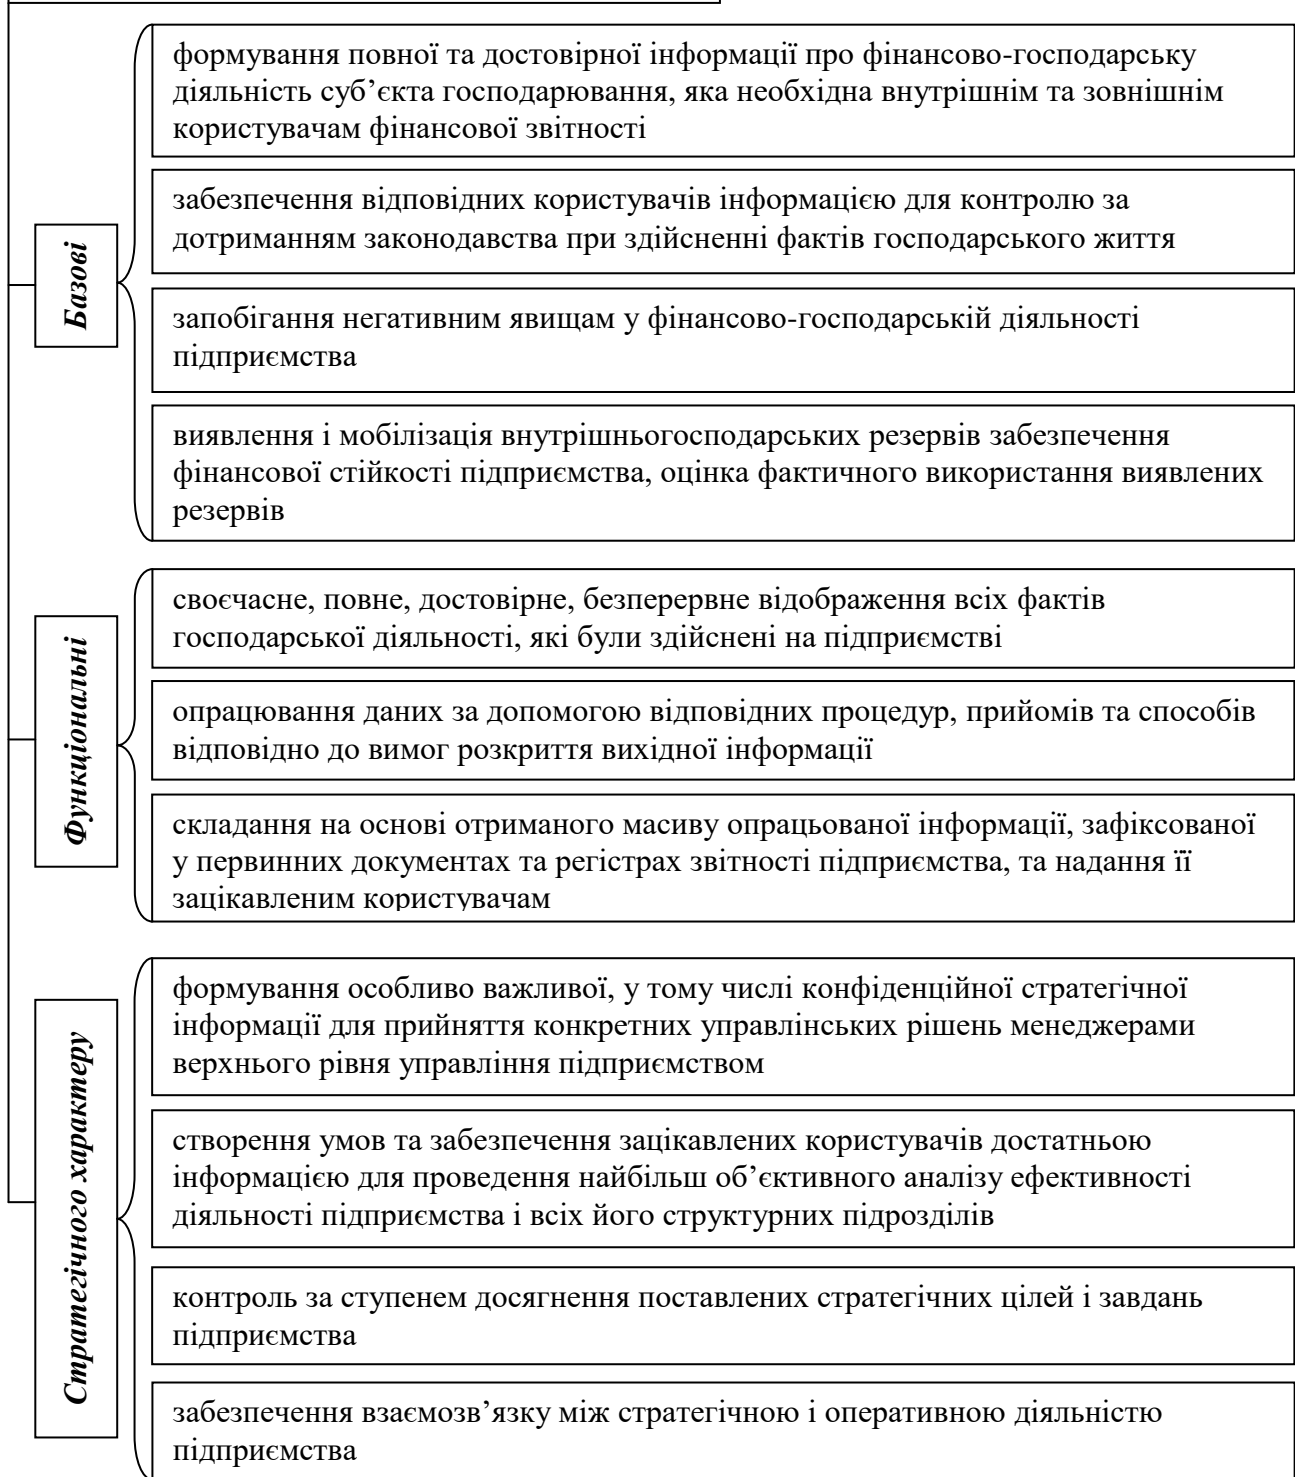 Базові
формування повної та достовірної інформації про фінансово-господарську
діяльність суб’єкта господарювання, яка необхідна внутрішнім та зовнішнім
користувачам фінансової звітності
забезпечення відповідних користувачів інформацією для контролю за
дотриманням законодавства при здійсненні фактів господарського життя
запобігання негативним явищам у фінансово-господарській діяльності
підприємства
виявлення і мобілізація внутрішньогосподарських резервів забезпечення
фінансової стійкості підприємства, оцінка фактичного використання виявлених
резервів
Функціональні
своєчасне, повне, достовірне, безперервне відображення всіх фактів
господарської діяльності, які були здійснені на підприємстві
опрацювання даних за допомогою відповідних процедур, прийомів та способів
відповідно до вимог розкриття вихідної інформації
складання на основі отриманого масиву опрацьованої інформації, зафіксованої
у первинних документах та регістрах звітності підприємства, та надання її
зацікавленим користувачам
Стратегічного характеру
формування особливо важливої, у тому числі конфіденційної стратегічної
інформації для прийняття конкретних управлінських рішень менеджерами
верхнього рівня управління підприємством
створення умов та забезпечення зацікавлених користувачів достатньою
інформацією для проведення найбільш об’єктивного аналізу ефективності
діяльності підприємства і всіх його структурних підрозділів
контроль за ступенем досягнення поставлених стратегічних цілей і завдань
підприємства
забезпечення взаємозв’язку між стратегічною і оперативною діяльністю
підприємства